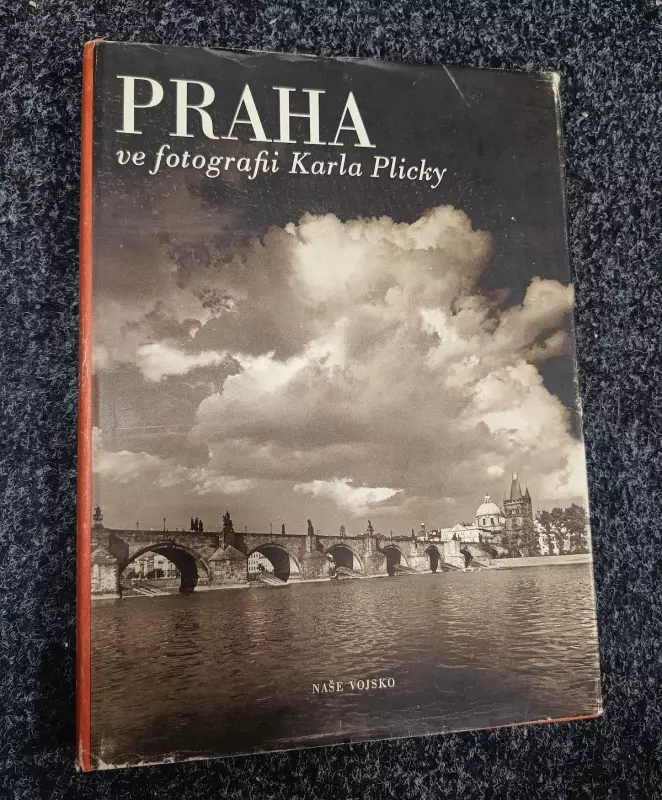 PRAHA
ve fotografii Karla Plicky
NAŠE VOJSKO